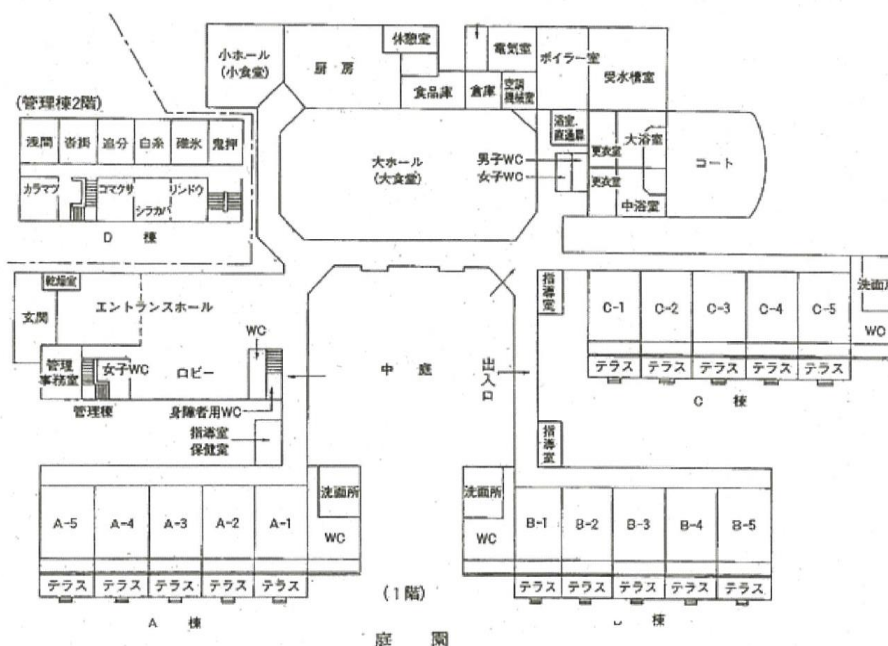 小ホール
(小食堂)
厨 房
休憩室
食品庫
倉庫
電気室
空調
機械室
ボイラー室
受水槽室
(管理棟2階)
浅間
沓掛
追分
白糸
碓氷
鬼押
カラマツ
コマクサ
シラカバ
リンドウ
D 棟
大ホール
(大食堂)
浴室
直通扉
男子WC
女子WC
更衣室
更衣室
大浴室
中浴室
コート
乾燥室
玄関
エントランスホール
管理
事務室
女子WC
ロビー
WC
管理棟
身障者用WC
指導室
保健室
中 庭
出入口
指導室
C-1
C-2
C-3
C-4
C-5
洗面所
WC
テラス
テラス
テラス
テラス
テラス
C 棟
指導室
A-5
A-4
A-3
A-2
A-1
洗面所
WC
テラス
テラス
テラス
テラス
テラス
A 棟
洗面所
WC
B-1
B-2
B-3
B-4
B-5
テラス
テラス
テラス
テラス
テラス
棟
(1階)
庭 園